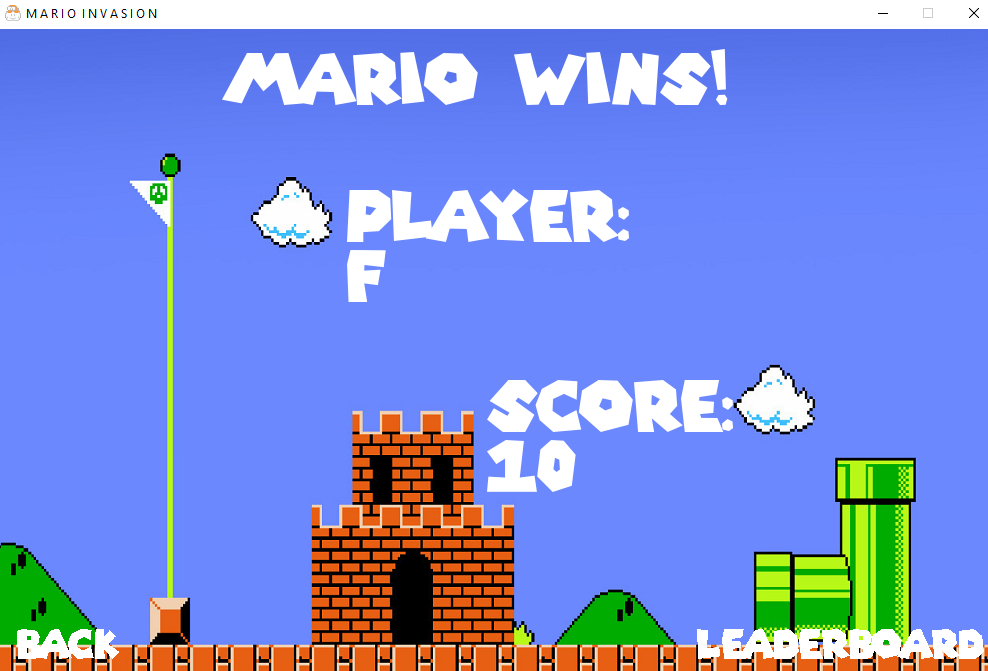 MARIO INVASION
MARIO WINS!
PLAYER:
F
SCORE:
10
BACK
LEADERBOARD